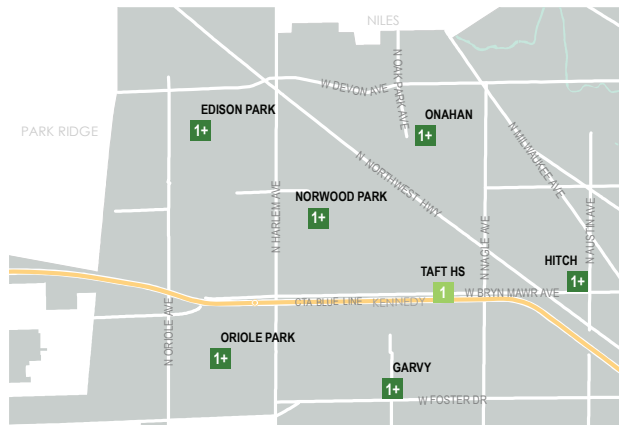 NILES
N OAK PARK AVE
W DEVON AVE
EDISON PARK
1+
ONAHAN
1+
PARK RIDGE
N MILWAUKEE AVE
N NORTHWEST HWY
N HARLEM AVE
NORWOOD PARK
1+
N NAGLE AVE
N AUSTIN AVE
HITCH
1+
TAFT HS
1
W BRYN MAWR AVE
CTA BLUE LINE
KENNEDY
N ORIOLE AVE
ORIOLE PARK
1+
GARVY
1+
W FOSTER DR